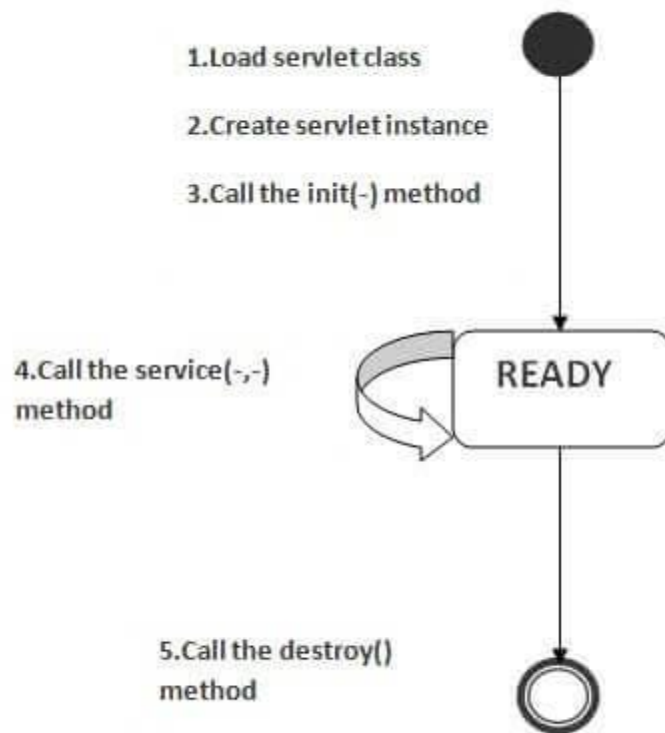 1.Load servlet class
2.Create servlet instance
3.Call the init(-) method
4.Call the service(-,-)
method
READY
5.Call the destroy()
method